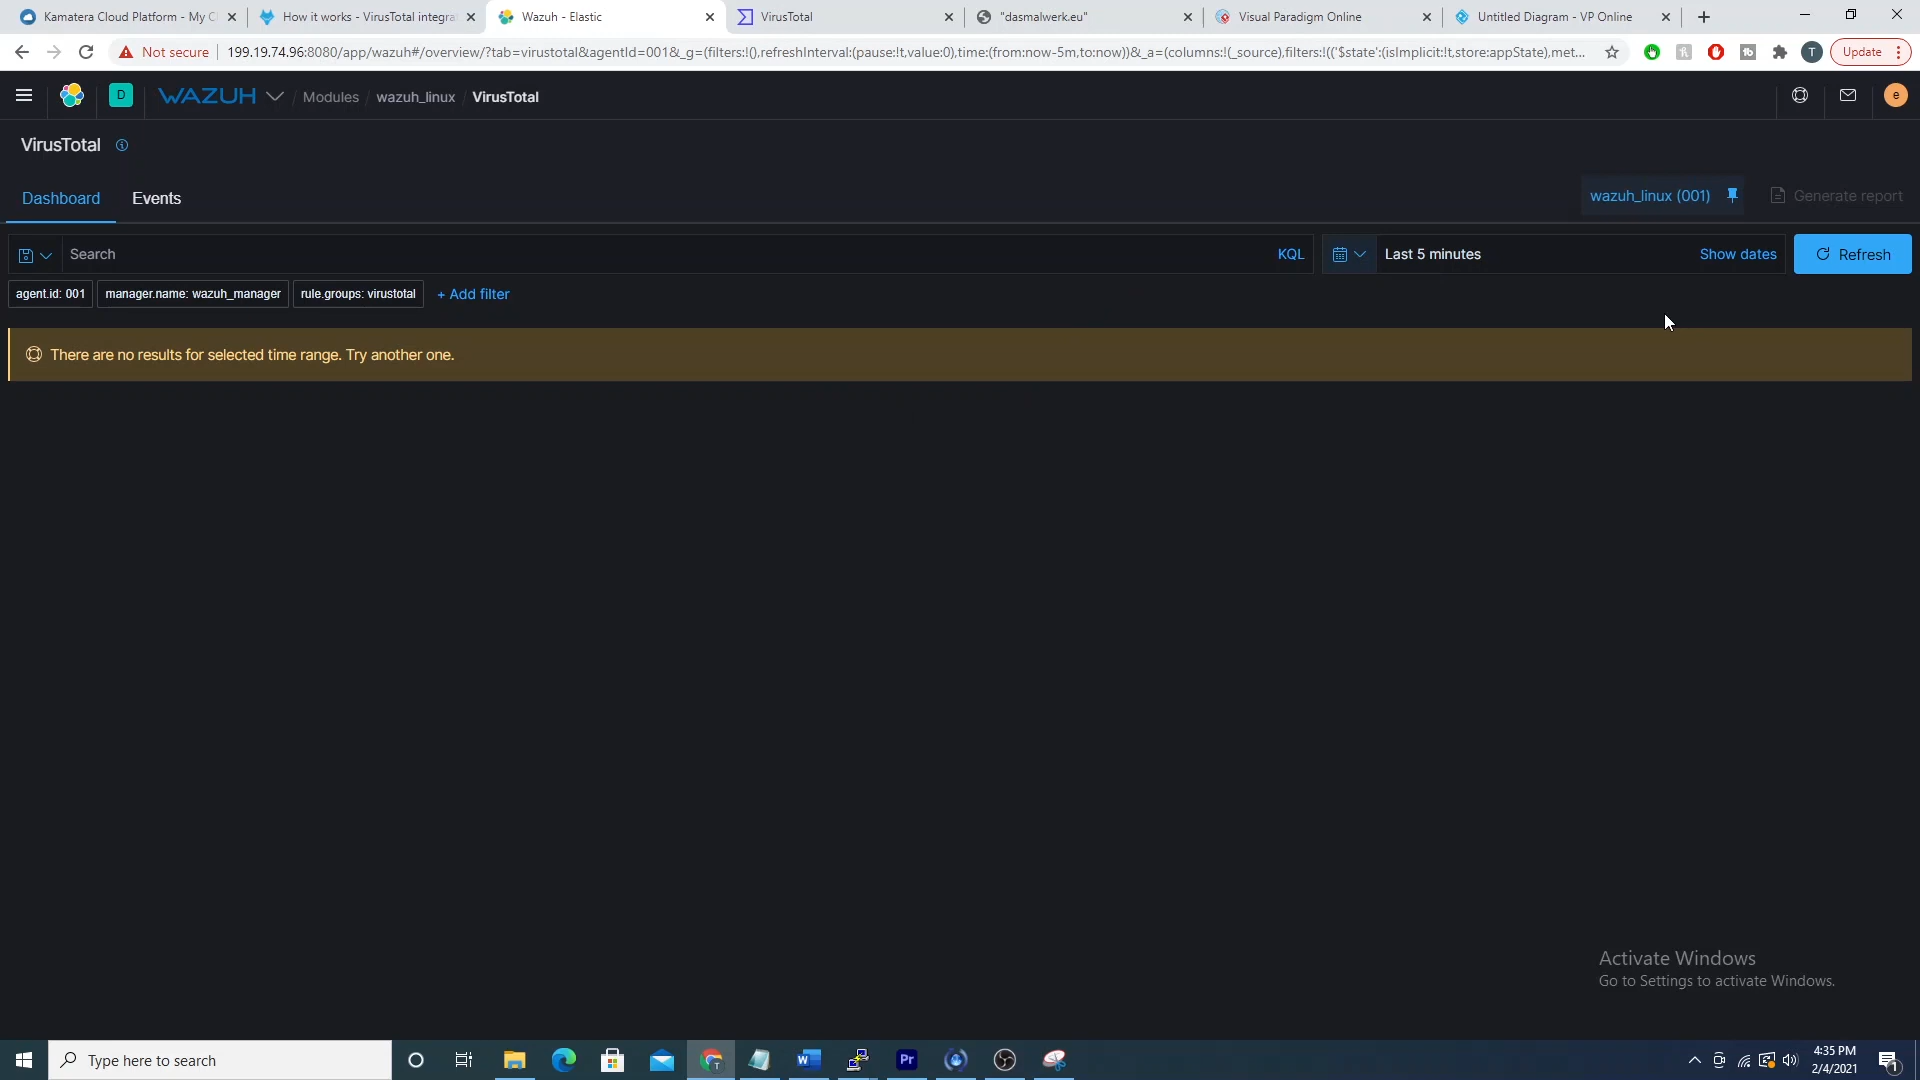 Kamatera Cloud Platform - My C
How it works - VirusTotal integra
Wazuh - Elastic
VirusTotal
"dasmalwerk.eu"
Visual Paradigm Online
Untitled Diagram - VP Online
Not secure
199.19.74.96:8080/app/wazuh#/overview/?tab=virustotal&agentId=001&_g=(filters:!(),refreshInterval:(pause:!t,value:0),time:(from:now-5m,to:now))&_a=(columns:!(_source),filters:!(('$state':(isImplicit:!t,store:appState),met...
T
Update
D
WAZUH
Modules
wazuh_linux
VirusTotal
e
VirusTotal
Dashboard
Events
wazuh_linux (001)
Generate report
Search
KQL
Last 5 minutes
Show dates
Refresh
agent.id: 001
manager.name: wazuh_manager
rule.groups: virustotal
+ Add filter
There are no results for selected time range. Try another one.
Activate Windows
Go to Settings to activate Windows.
Type here to search
T
W
Pr
4:35 PM
2/4/2021
1